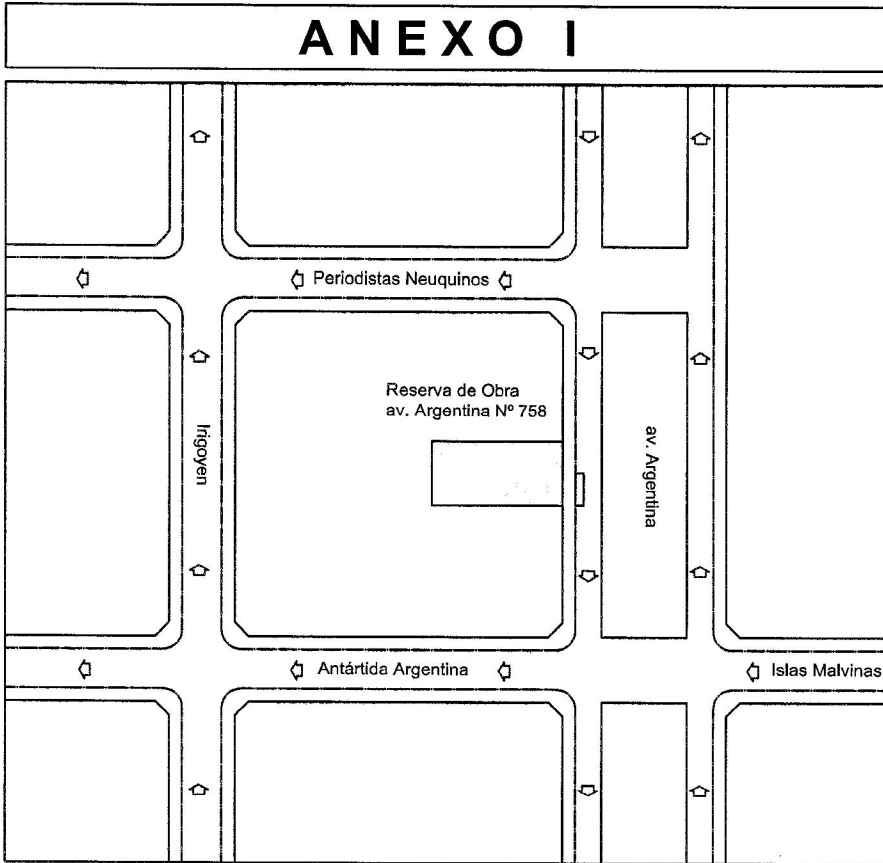 ANEXO I
Periodistas Neuquinos
Reserva de Obra
av. Argentina Nº 758
Irigoyen
av. Argentina
Antártida Argentina
Islas Malvinas